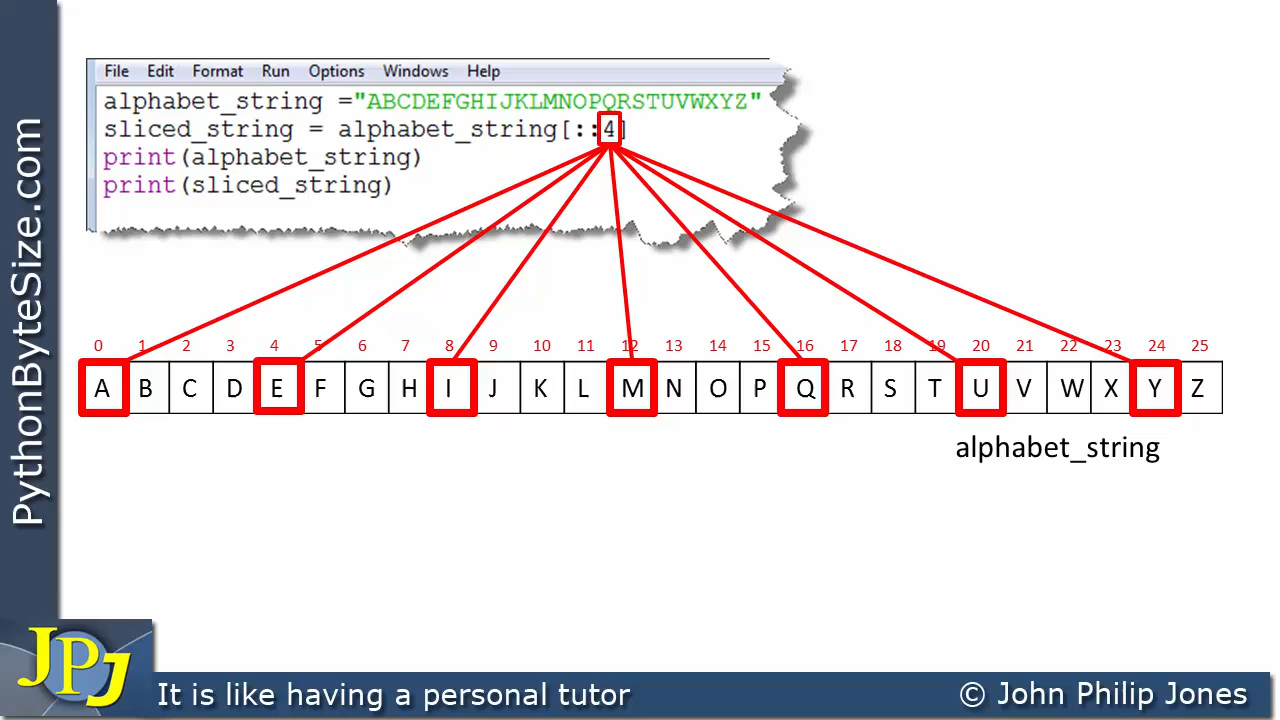 PythonByteSize.com
File Edit Format Run Options Windows Help
alphabet_string ="ABCDEFGHIJKLMNOPQRSTUVWXYZ"
sliced_string = alphabet_string[::4]
print(alphabet_string)
print(sliced_string)
0 1 2 3 4 5 6 7 8 9 10 11 12 13 14 15 16 17 18 19 20 21 22 23 24 25
A B C D E F G H I J K L M N O P Q R S T U V W X Y Z
alphabet_string
JPJ
It is like having a personal tutor
© John Philip Jones